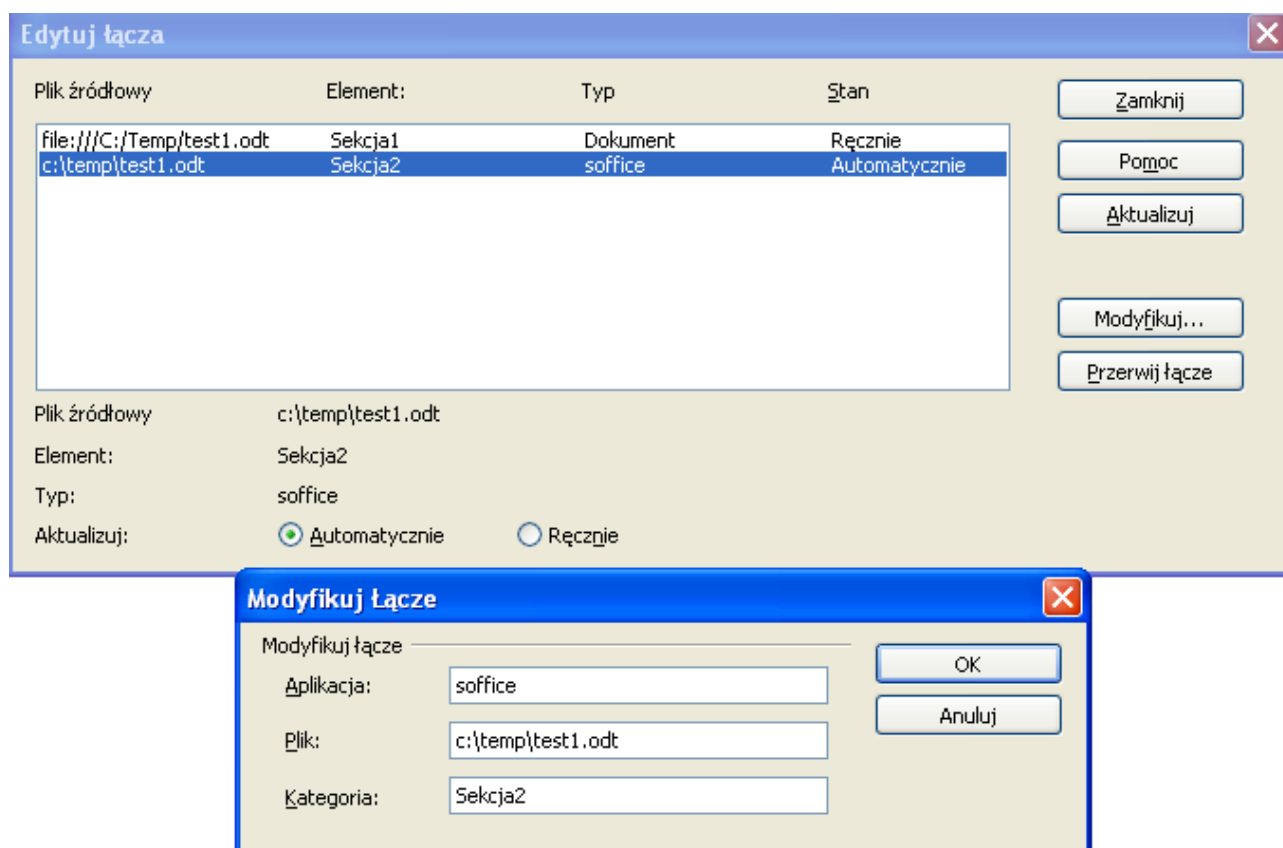 Edytuj łącza
Plik źródłowy Element: Typ Stan
Zamknij
file:///C:/Temp/test1.odt Sekcja1 Dokument Ręcznie
c:\temp\test1.odt Sekcja2 soffice Automatycznie
Pomoc
Aktualizuj
Modyfikuj...
Przerwij łącze
Plik źródłowy c:\temp\test1.odt
Element: Sekcja2
Typ: soffice
Aktualizuj: Automatycznie Ręcznie
Modyfikuj Łącze
Modyfikuj łącze
OK
Aplikacja: soffice
Anuluj
Plik: c:\temp\test1.odt
Kategoria: Sekcja2